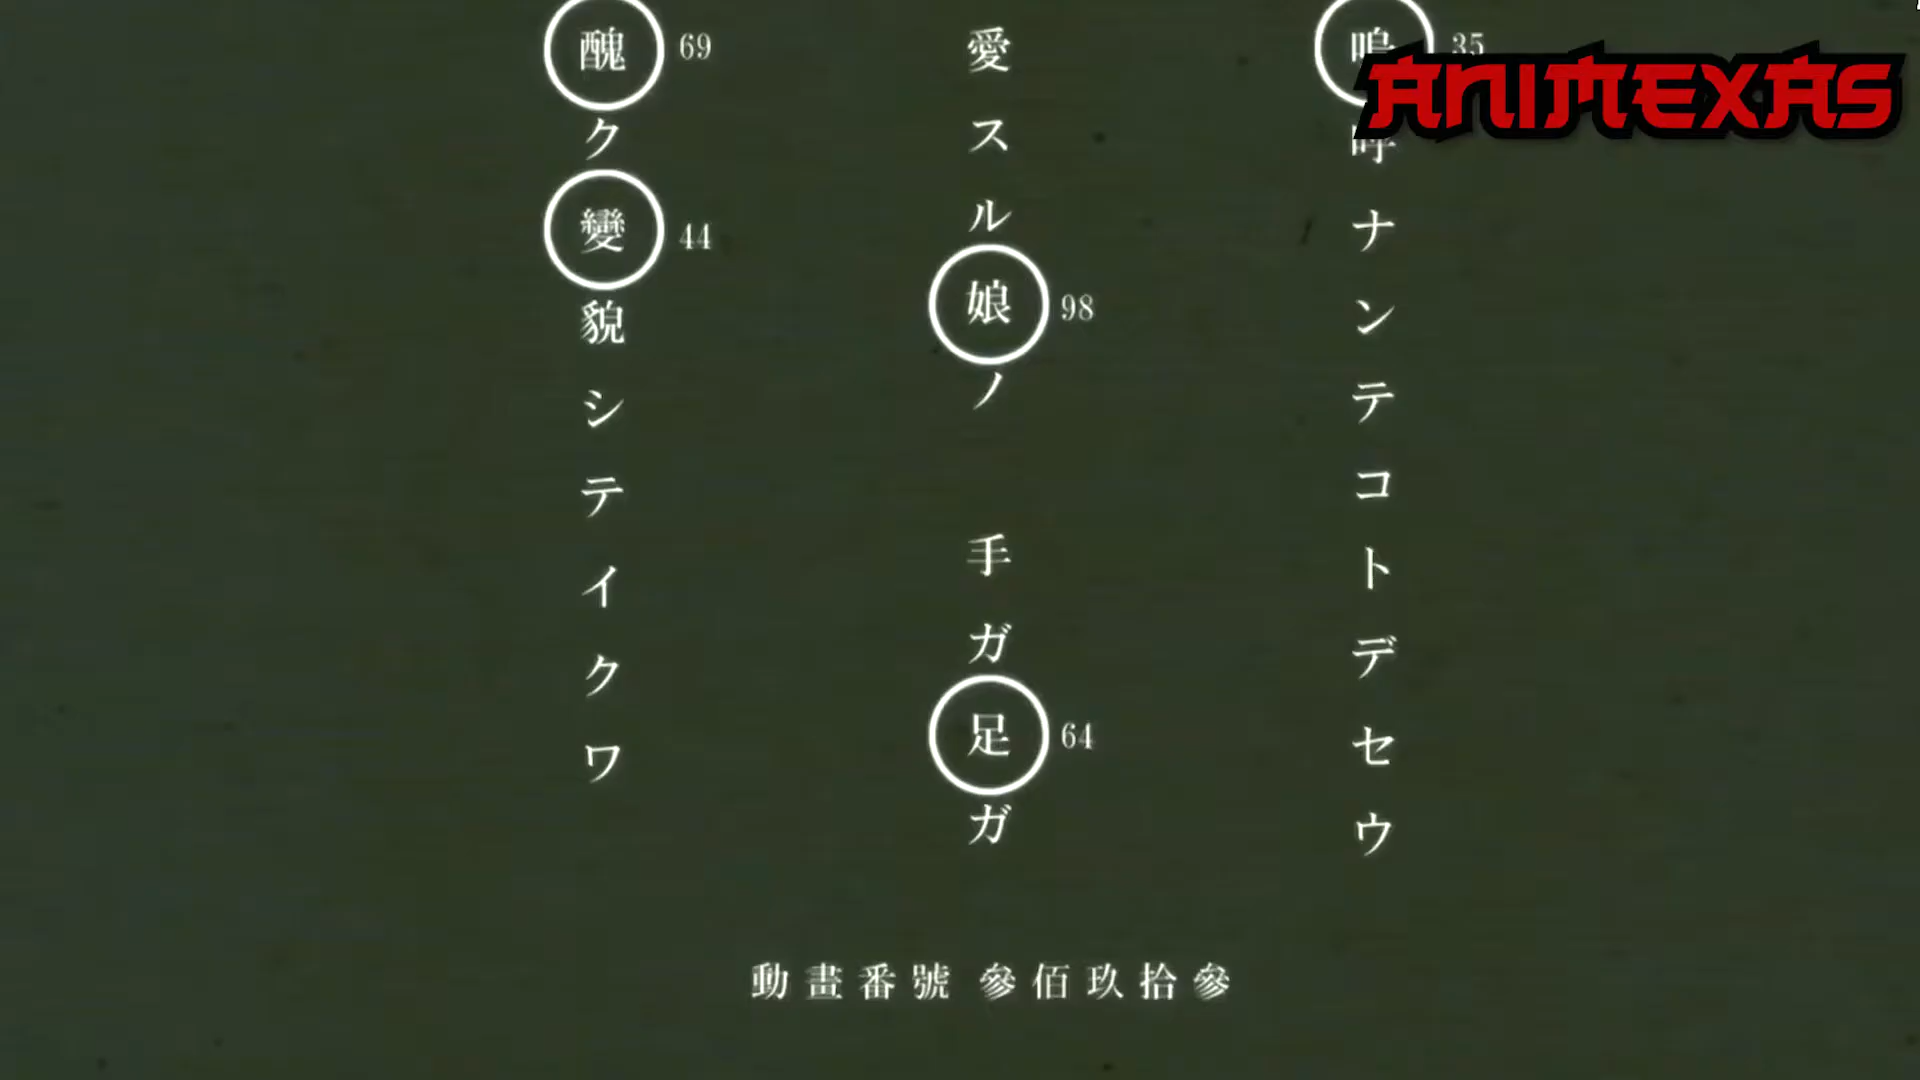 嗚呼ナンテコトデセウ
35
愛スル娘ノ 手ガ足ガ
98
64
醜ク變貌シテイクワ
69
44
動畫番號 參佰玖拾參
ANIMEXAS